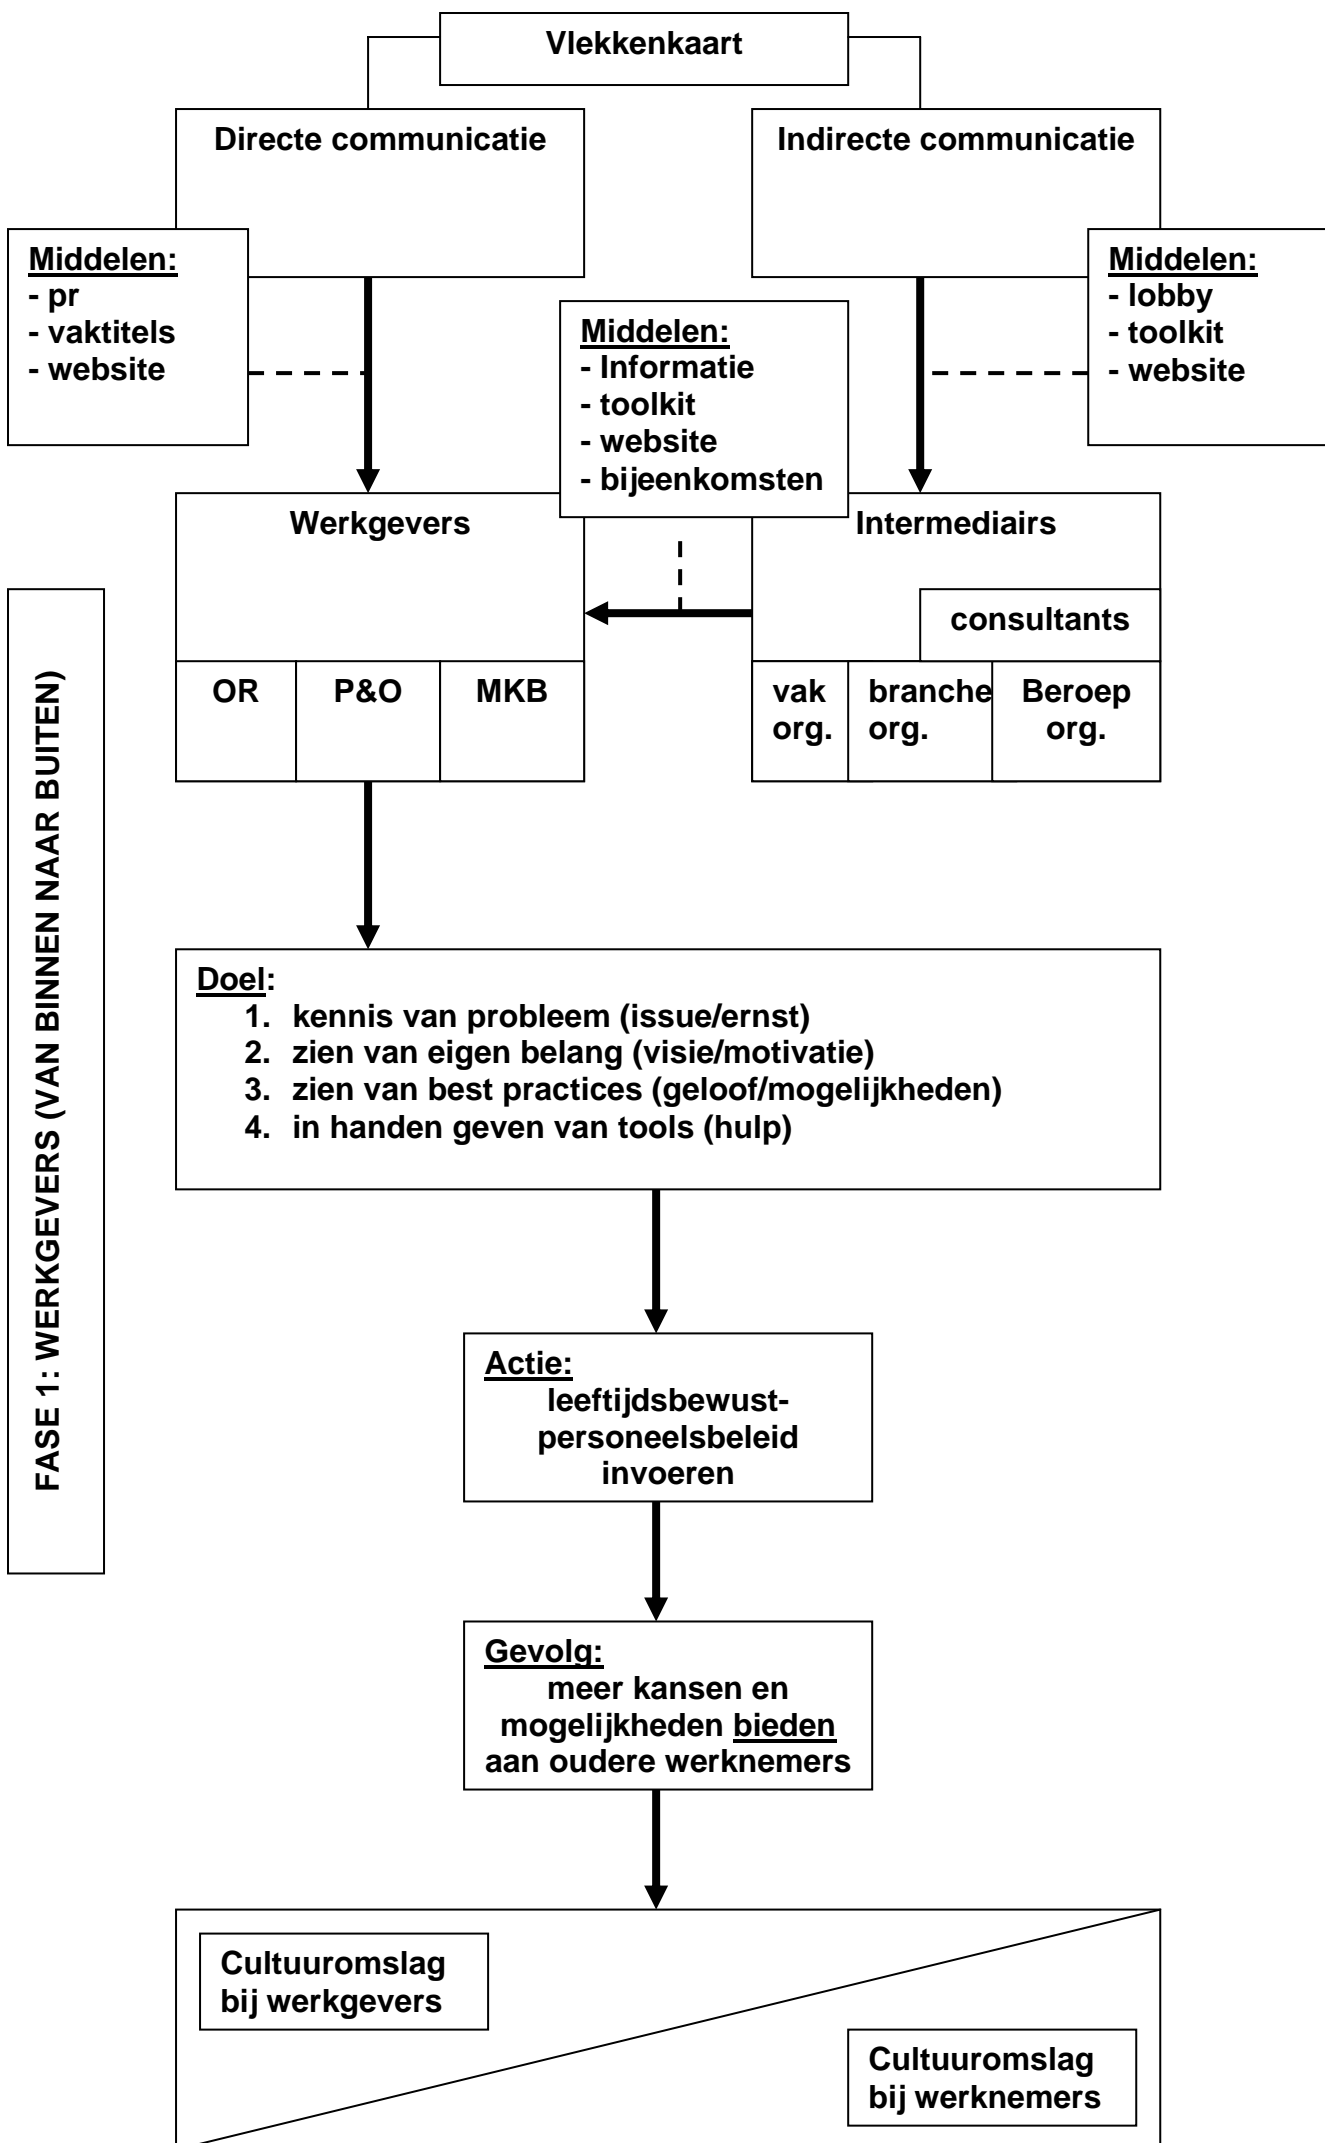 Vlekkenkaart
Directe communicatie
Indirecte communicatie
Middelen:
- pr
- vaktitels
- website
Middelen:
- Informatie
- toolkit
- website
- bijeenkomsten
Middelen:
- lobby
- toolkit
- website
Werkgevers
OR
P&O
MKB
Intermediairs
consultants
vak
org.
branche
org.
Beroep
org.
FASE 1: WERKGEVERS (VAN BINNEN NAAR BUITEN)
Doel:
1. kennis van probleem (issue/ernst)
2. zien van eigen belang (visie/motivatie)
3. zien van best practices (geloof/mogelijkheden)
4. in handen geven van tools (hulp)
Actie:
leeftijdsbewust-
personeelsbeleid
invoeren
Gevolg:
meer kansen en
mogelijkheden bieden
aan oudere werknemers
Cultuuromslag
bij werkgevers
Cultuuromslag
bij werknemers